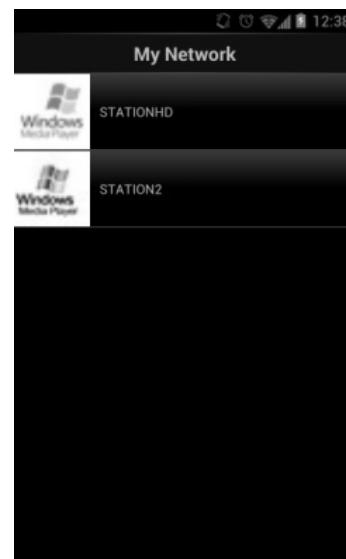 12:38
My Network
Windows
Media Player
STATIONHD
Windows
Media Player
STATION2